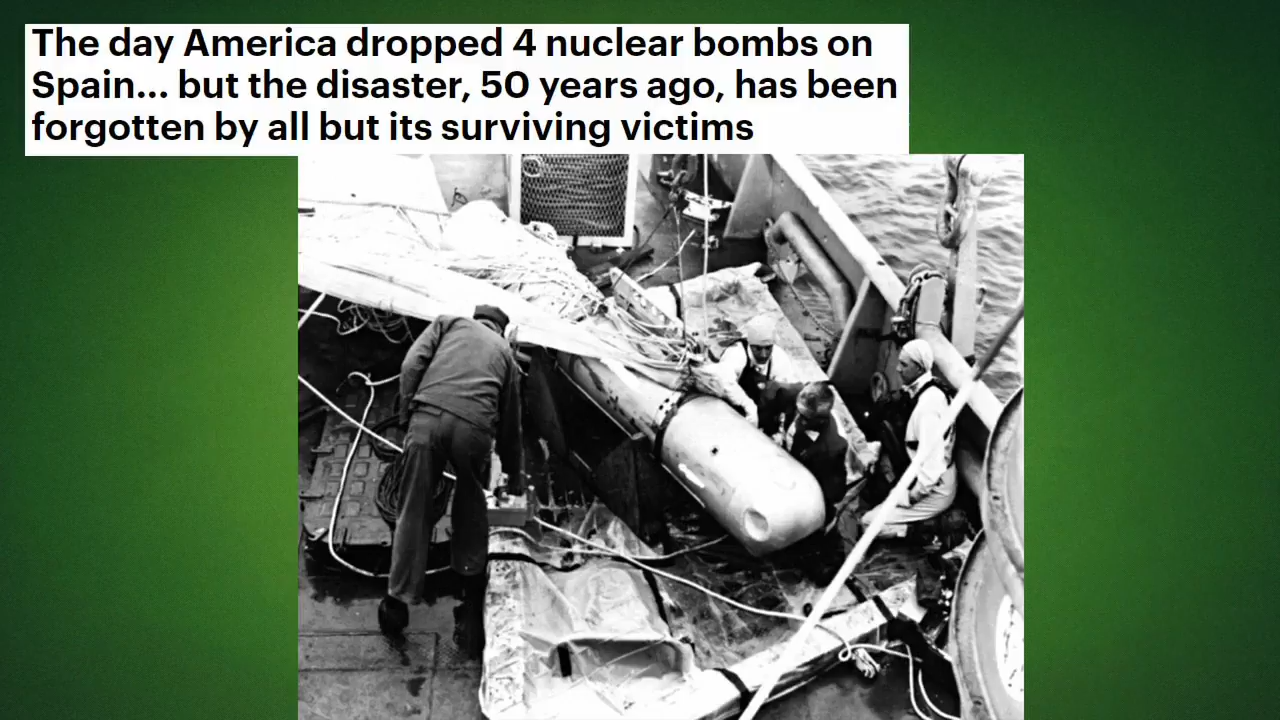 The day America dropped 4 nuclear bombs on
Spain... but the disaster, 50 years ago, has been
forgotten by all but its surviving victims